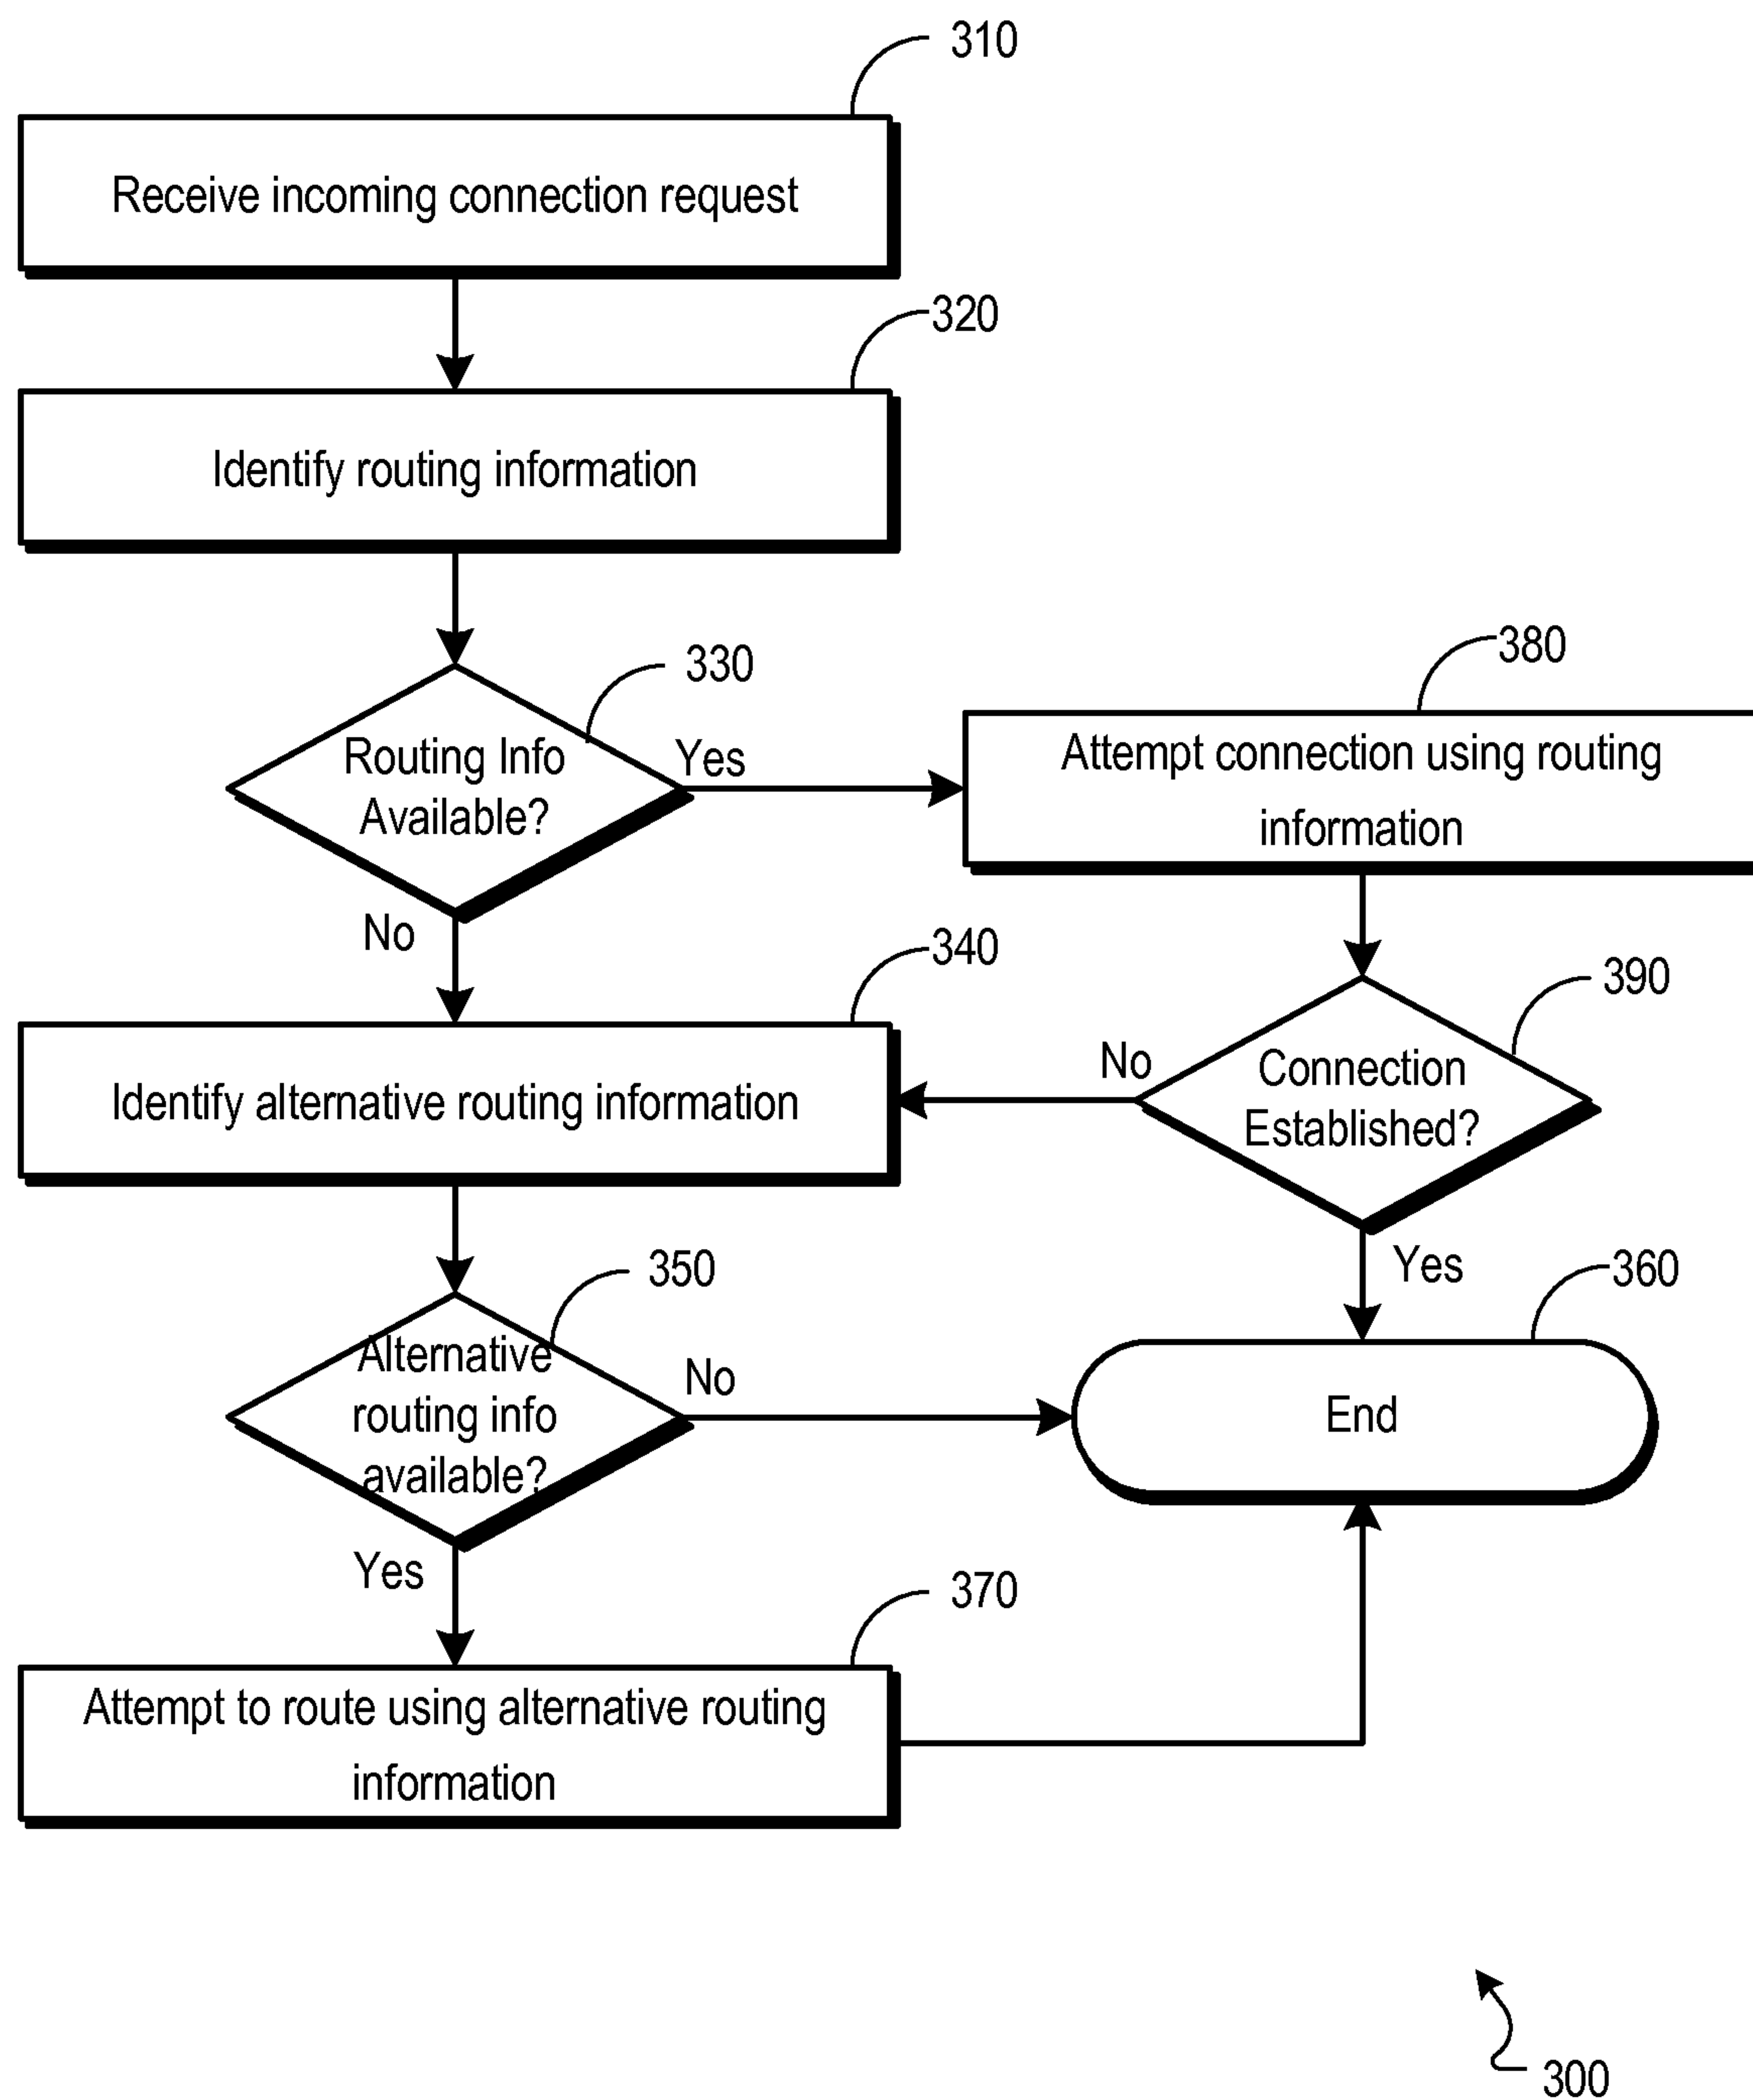 310
Receive incoming connection request
320
Identify routing information
330
Routing Info
Available?
Yes
No
380
Attempt connection using routing
information
390
Connection
Established?
No
Yes
340
Identify alternative routing information
350
Alternative
routing info
available?
No
Yes
360
End
370
Attempt to route using alternative routing
information
300